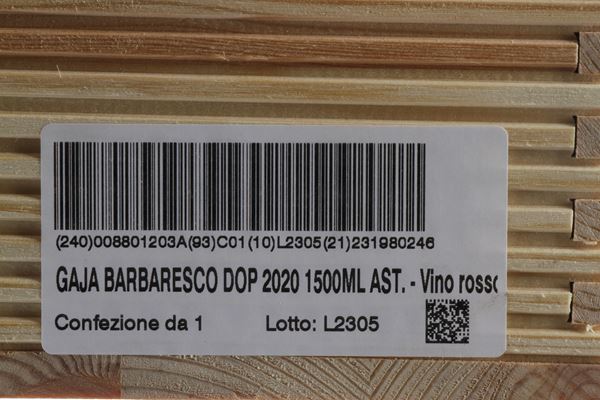 (240)008801203A(93)C01(10)L2305(21)231980246
GAJA BARBARESCO DOP 2020 1500ML AST. - Vino rosso
Confezione da 1 Lotto: L2305